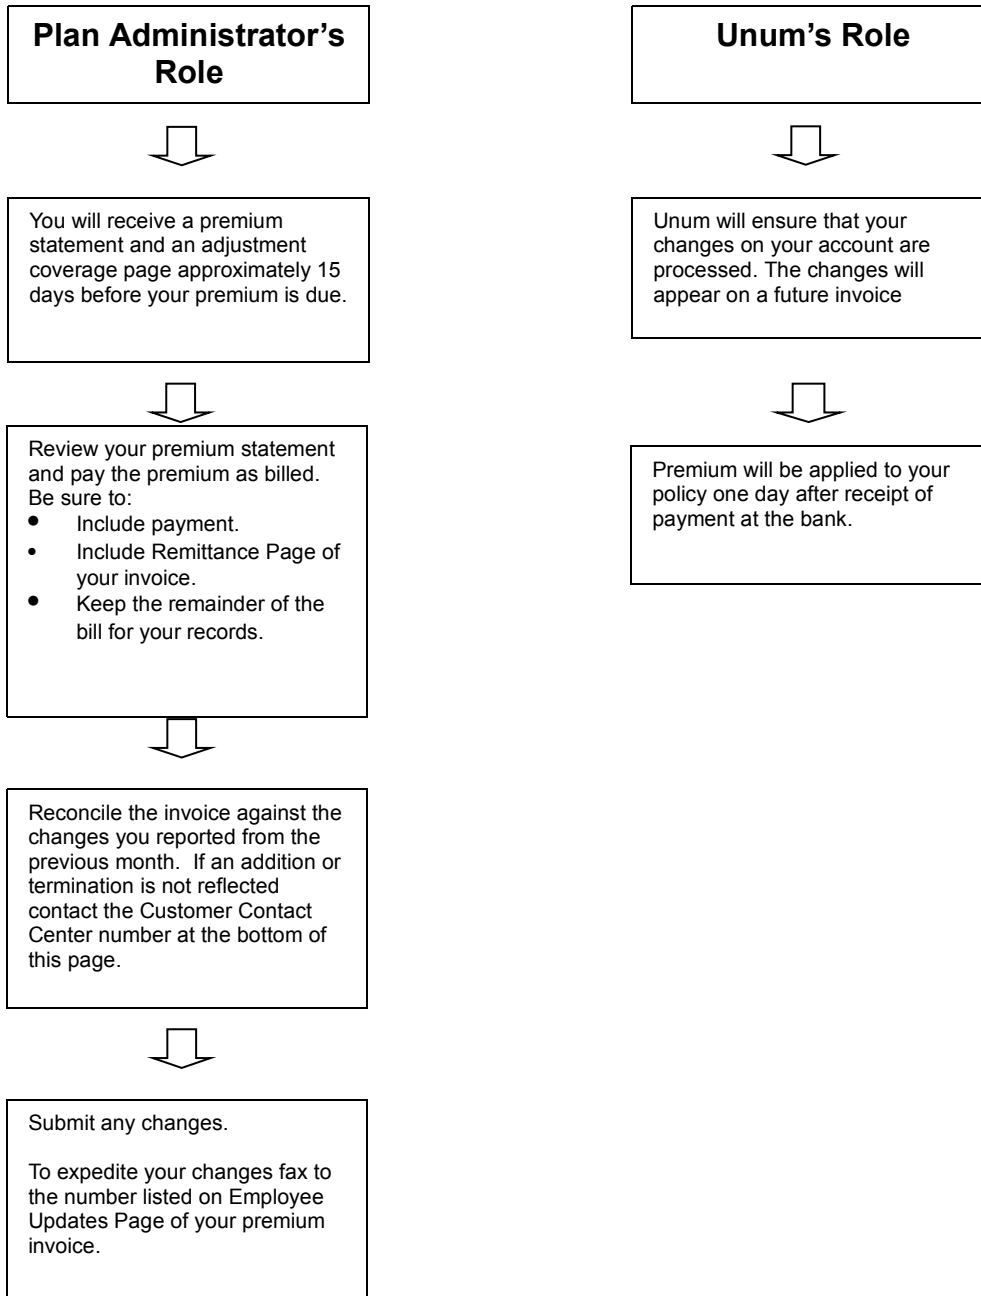 Plan Administrator’s
Role
You will receive a premium
statement and an adjustment
coverage page approximately 15
days before your premium is due.
Review your premium statement
and pay the premium as billed.
Be sure to:
• Include payment.
• Include Remittance Page of
your invoice.
• Keep the remainder of the
bill for your records.
Reconcile the invoice against the
changes you reported from the
previous month.  If an addition or
termination is not reflected
contact the Customer Contact
Center number at the bottom of
this page.
Submit any changes.
To expedite your changes fax to
the number listed on Employee
Updates Page of your premium
invoice.
Unum’s Role
Unum will ensure that your
changes on your account are
processed. The changes will
appear on a future invoice
Premium will be applied to your
policy one day after receipt of
payment at the bank.